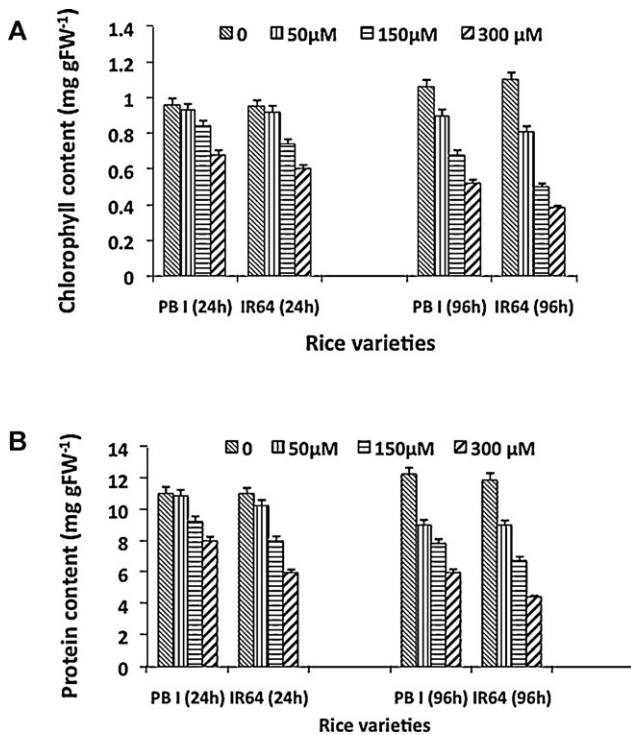 A
Chlorophyll content (mg gFW⁻¹)
0 50µM 150µM 300 µM
1.4
1.2
1
0.8
0.6
0.4
0.2
0
PB I (24h) IR64 (24h) PB I (96h) IR64 (96h)
Rice varieties
B
Protein content (mg gFW⁻¹)
0 50µM 150µM 300 µM
14
12
10
8
6
4
2
0
PB I (24h) IR64 (24h) PB I (96h) IR64 (96h)
Rice varieties